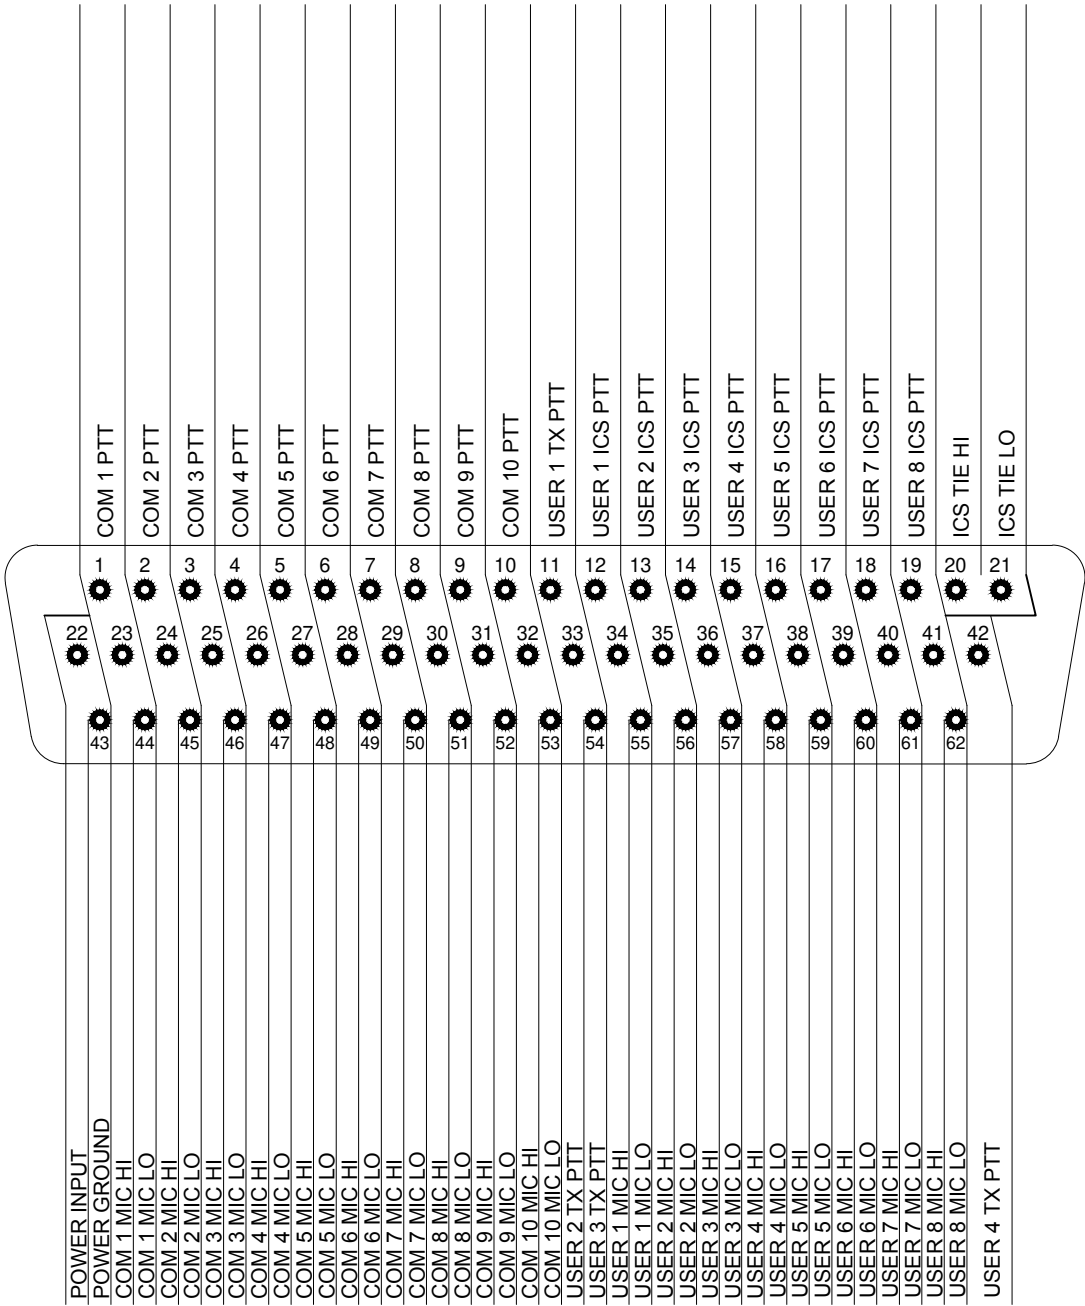 COM 1 PTT
COM 2 PTT
COM 3 PTT
COM 4 PTT
COM 5 PTT
COM 6 PTT
COM 7 PTT
COM 8 PTT
COM 9 PTT
COM 10 PTT
USER 1 TX PTT
USER 1 ICS PTT
USER 2 ICS PTT
USER 3 ICS PTT
USER 4 ICS PTT
USER 5 ICS PTT
USER 6 ICS PTT
USER 7 ICS PTT
USER 8 ICS PTT
ICS TIE HI
ICS TIE LO
1 2 3 4 5 6 7 8 9 10 11 12 13 14 15 16 17 18 19 20 21
22 23 24 25 26 27 28 29 30 31 32 33 34 35 36 37 38 39 40 41 42
43 44 45 46 47 48 49 50 51 52 53 54 55 56 57 58 59 60 61 62
POWER INPUT
POWER GROUND
COM 1 MIC HI
COM 1 MIC LO
COM 2 MIC HI
COM 2 MIC LO
COM 3 MIC HI
COM 3 MIC LO
COM 4 MIC HI
COM 4 MIC LO
COM 5 MIC HI
COM 5 MIC LO
COM 6 MIC HI
COM 6 MIC LO
COM 7 MIC HI
COM 7 MIC LO
COM 8 MIC HI
COM 8 MIC LO
COM 9 MIC HI
COM 9 MIC LO
COM 10 MIC HI
COM 10 MIC LO
USER 2 TX PTT
USER 3 TX PTT
USER 1 MIC HI
USER 1 MIC LO
USER 2 MIC HI
USER 2 MIC LO
USER 3 MIC HI
USER 3 MIC LO
USER 4 MIC HI
USER 4 MIC LO
USER 5 MIC HI
USER 5 MIC LO
USER 6 MIC HI
USER 6 MIC LO
USER 7 MIC HI
USER 7 MIC LO
USER 8 MIC HI
USER 8 MIC LO
USER 4 TX PTT